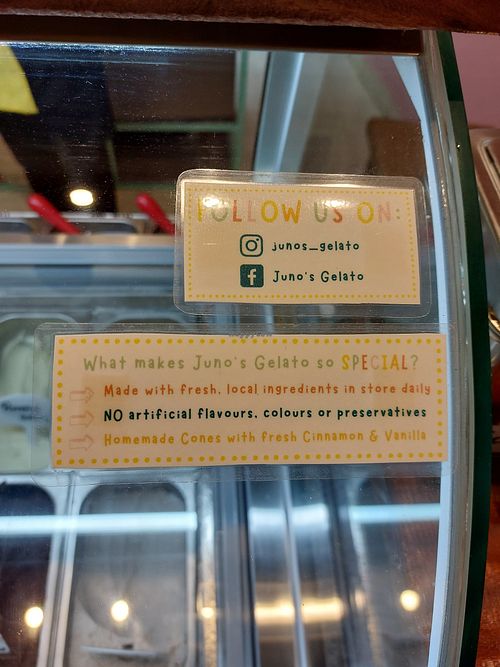 FOLLOW US ON:
junos_gelato
Juno's Gelato
What makes Juno's Gelato so SPECIAL?
Made with fresh, local ingredients in store daily
NO artificial flavours, colours or preservatives
Homemade Cones with fresh Cinnamon & Vanilla